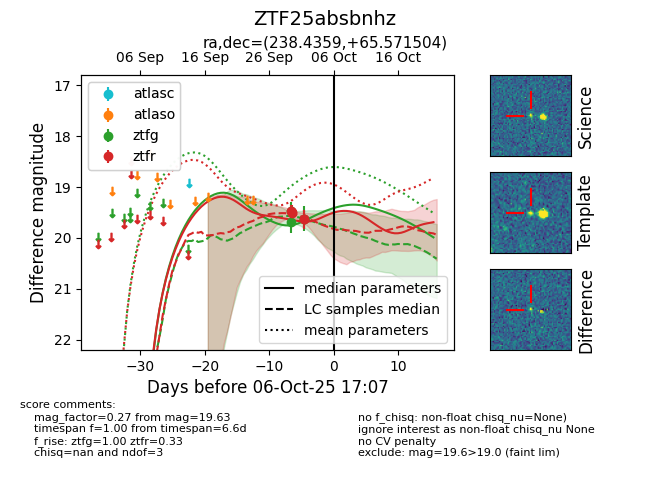 ZTF25absbnhz
ra,dec=(238.4359,+65.571504)
06 Sep 16 Sep 26 Sep 06 Oct 16 Oct
17
18
19
20
21
22
Difference magnitude
atlasc
atlaso
ztfg
ztfr
median parameters
LC samples median
mean parameters
−30 −20 −10 0 10
Days before 06-Oct-25 17:07
Science
Template
Difference
score comments:
mag_factor=0.27 from mag=19.63
timespan f=1.00 from timespan=6.6d
f_rise: ztfg=1.00 ztfr=0.33
chisq=nan and ndof=3
no f_chisq: non-float chisq_nu=None)
ignore interest as non-float chisq_nu None
no CV penalty
exclude: mag=19.6>19.0 (faint lim)